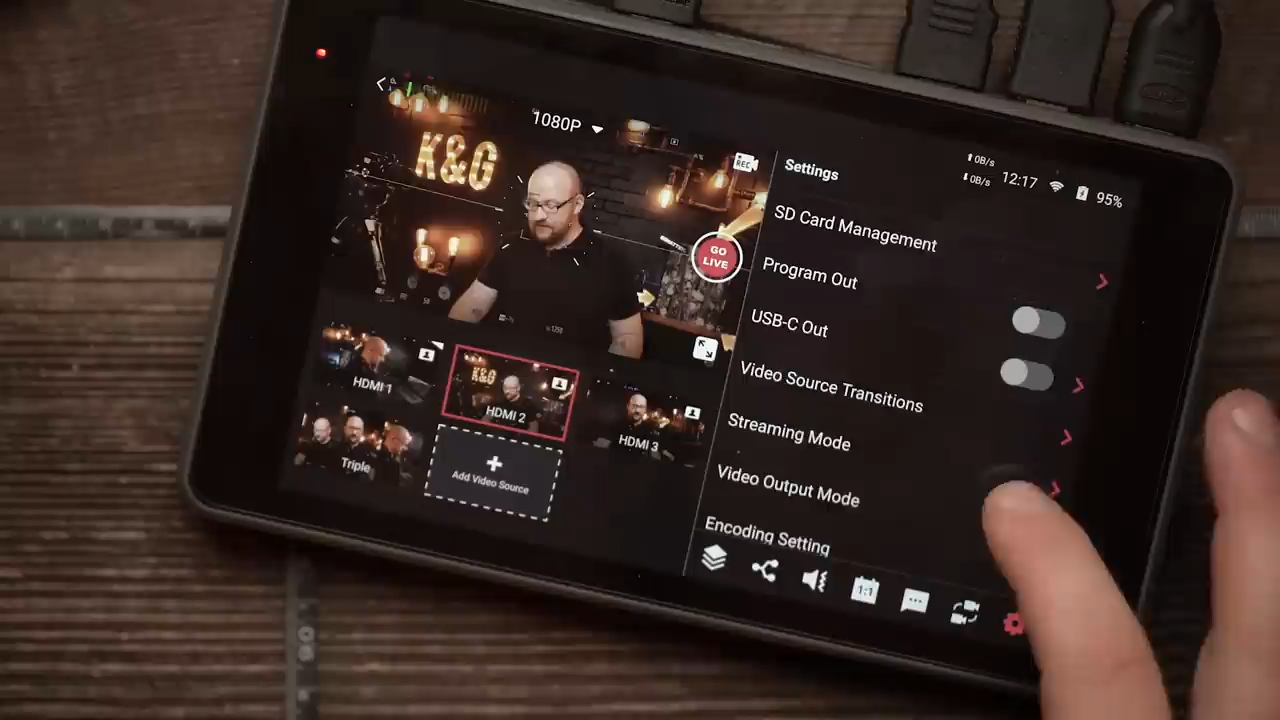 1080P
K&G
REC
GO
LIVE
HDMI 1
K&G
HDMI 2
HDMI 3
Triple
+
Add Video Source
Settings
0B/s
0B/s
12:17
95%
SD Card Management
Program Out
USB-C Out
Video Source Transitions
Streaming Mode
Video Output Mode
Encoding Setting
1:1